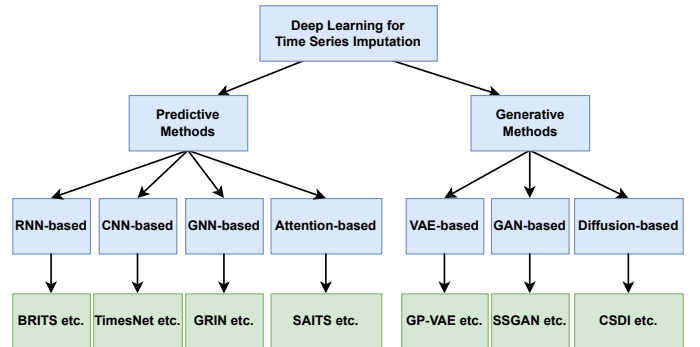 Deep Learning for
Time Series Imputation
Predictive
Methods
Generative
Methods
RNN-based
CNN-based
GNN-based
Attention-based
VAE-based
GAN-based
Diffusion-based
BRITS etc.
TimesNet etc.
GRIN etc.
SAITS etc.
GP-VAE etc.
SSGAN etc.
CSDI etc.